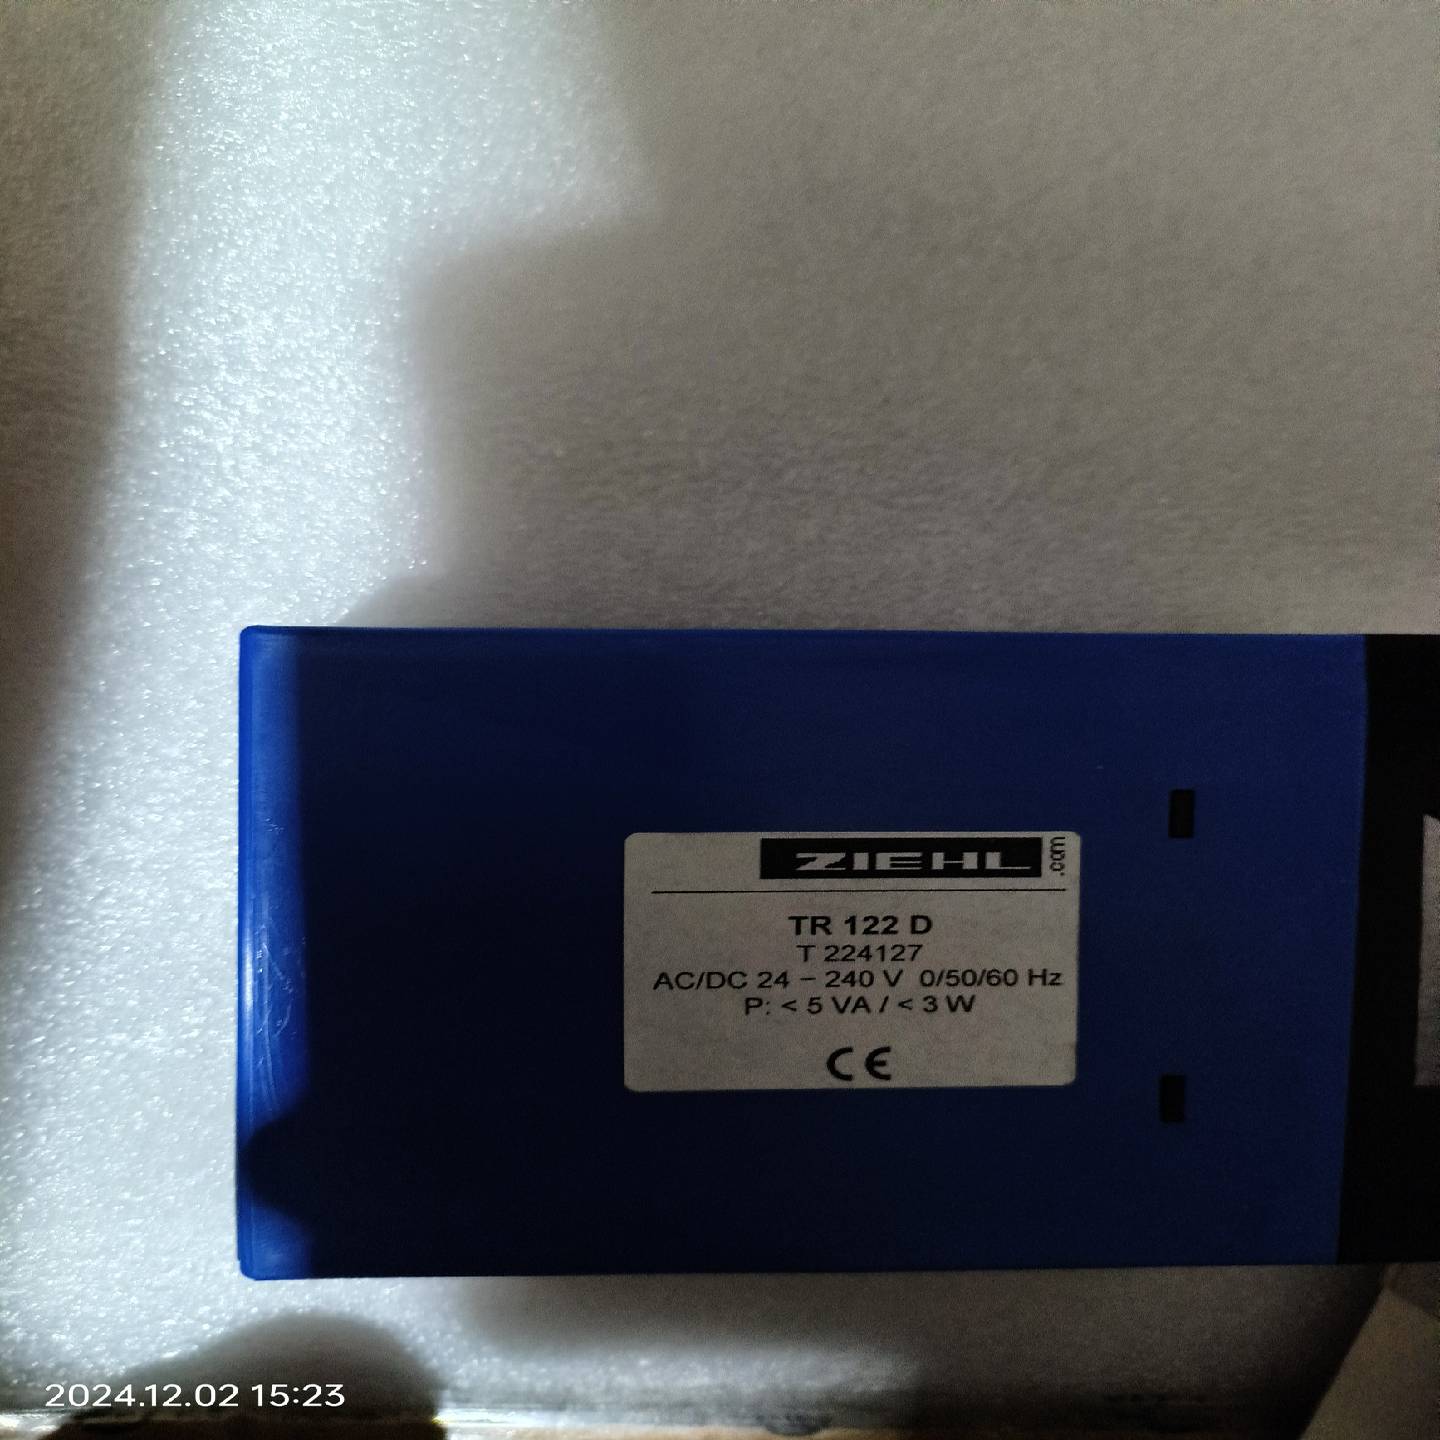 ZIEHL.com
TR 122 D
T 224127
AC/DC 24 – 240 V 0/50/60 Hz
P: < 5 VA / < 3 W
CE
2024.12.02 15:23